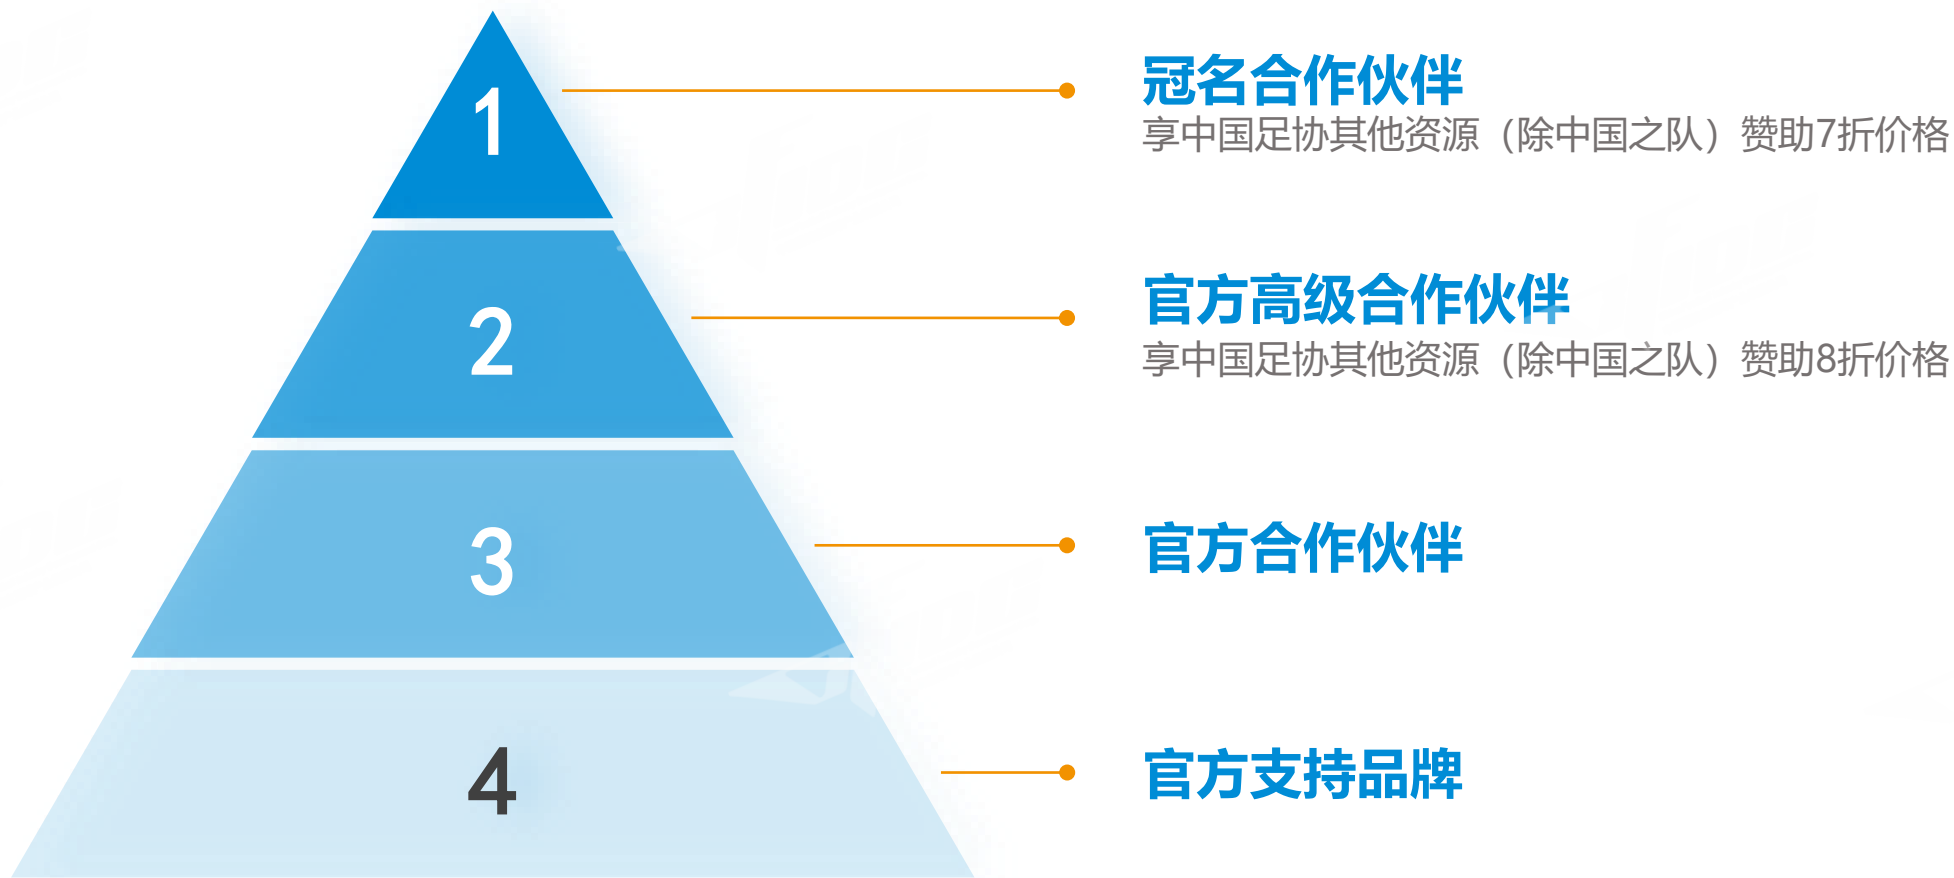 1
冠名合作伙伴
享中国足协其他资源（除中国之队）赞助7折价格
2
官方高级合作伙伴
享中国足协其他资源（除中国之队）赞助8折价格
3
官方合作伙伴
4
官方支持品牌